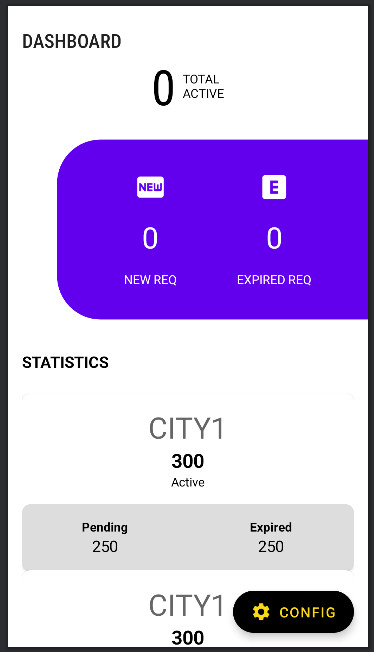 DASHBOARD
0
TOTAL
ACTIVE
NEW
E
0
0
NEW REQ
EXPIRED REQ
STATISTICS
CITY1
300
Active
Pending
Expired
250
250
CITY1
300
CONFIG